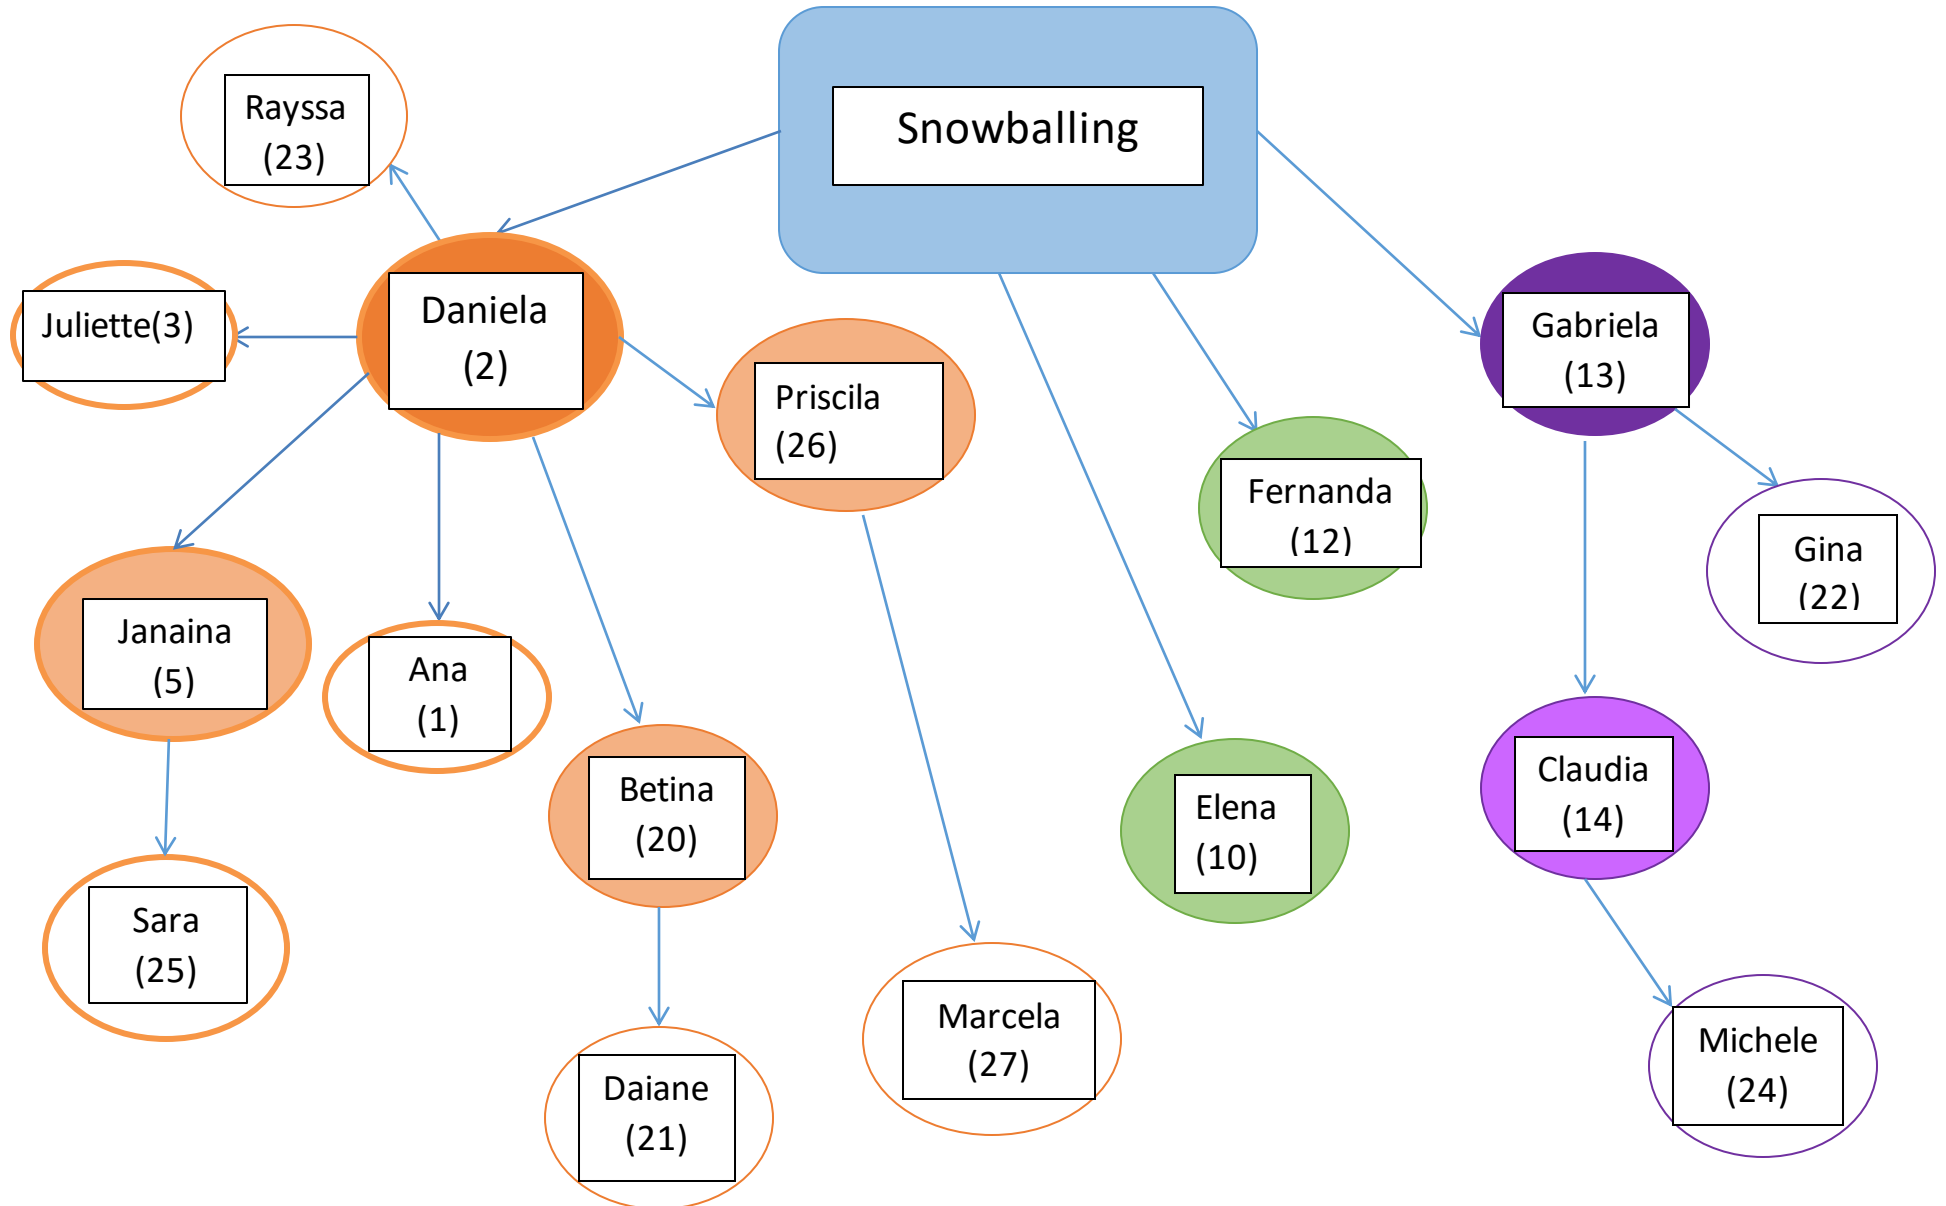 Snowballing
Rayssa
(23)
Juliette(3)
Daniela
(2)
Priscila
(26)
Gabriela
(13)
Fernanda
(12)
Gina
(22)
Janaina
(5)
Ana
(1)
Betina
(20)
Elena
(10)
Claudia
(14)
Sara
(25)
Marcela
(27)
Daiane
(21)
Michele
(24)